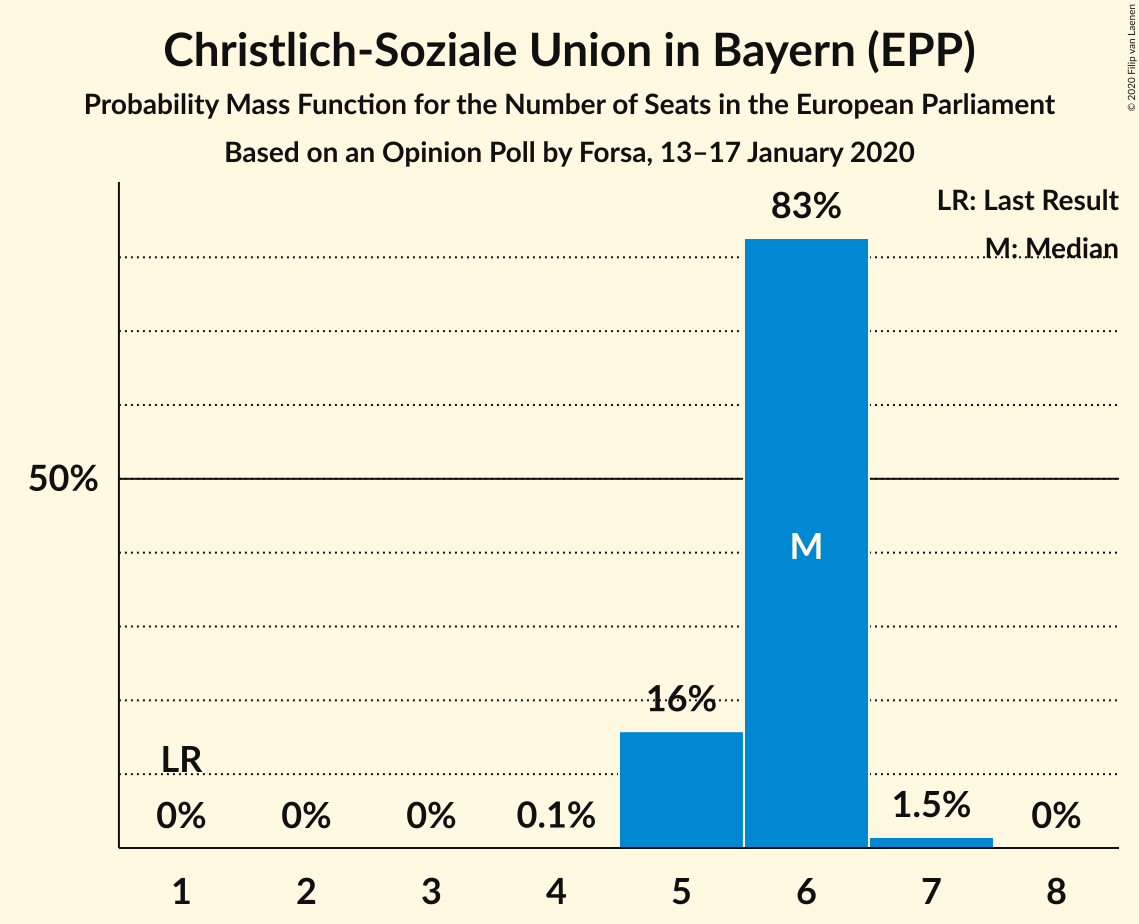 Christlich-Soziale Union in Bayern (EPP)
Probability Mass Function for the Number of Seats in the European Parliament
Based on an Opinion Poll by Forsa, 13–17 January 2020
© 2020 Filip van Laenen
LR: Last Result
M: Median
83%
50%
M
16%
LR
0%
0%
0%
0.1%
1.5%
0%
1 2 3 4 5 6 7 8